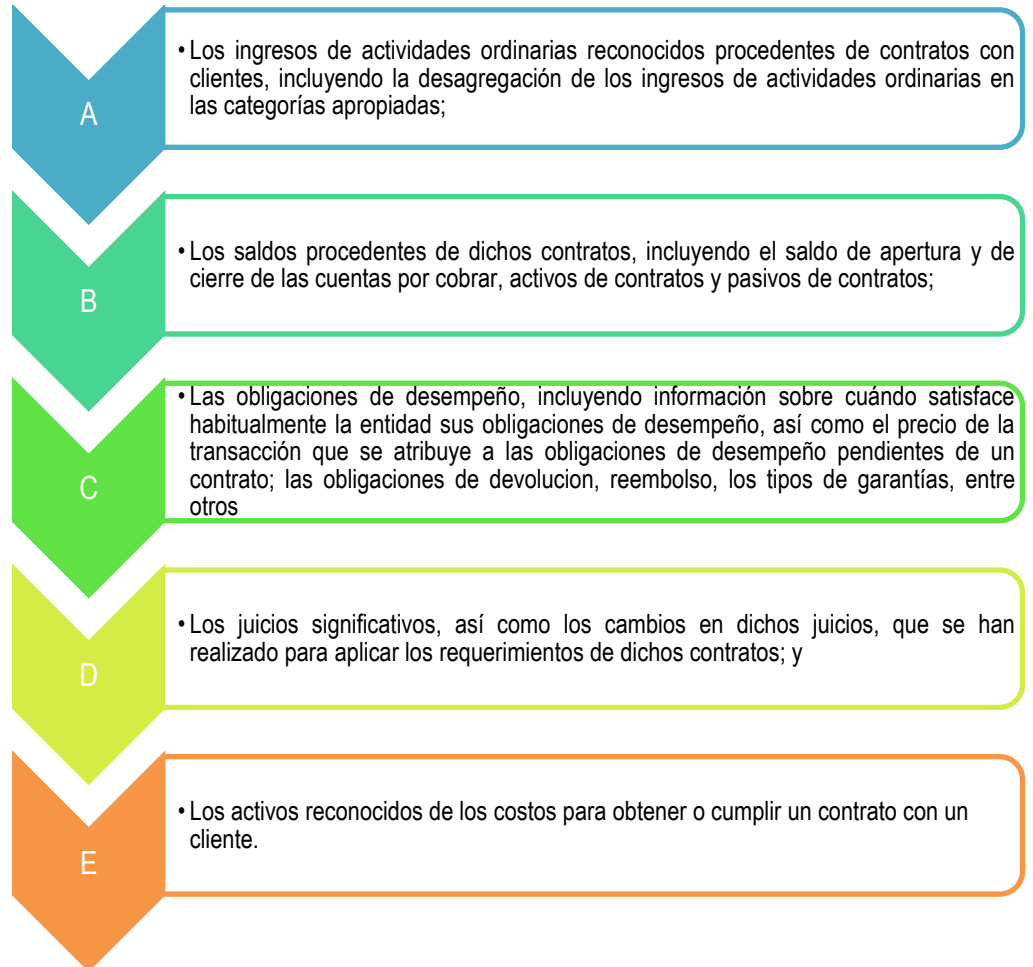 A
• Los ingresos de actividades ordinarias reconocidos procedentes de contratos con
clientes, incluyendo la desagregación de los ingresos de actividades ordinarias en
las categorías apropiadas;
B
• Los saldos procedentes de dichos contratos, incluyendo el saldo de apertura y de
cierre de las cuentas por cobrar, activos de contratos y pasivos de contratos;
C
• Las obligaciones de desempeño, incluyendo información sobre cuándo satisface
habitualmente la entidad sus obligaciones de desempeño, así como el precio de la
transacción que se atribuye a las obligaciones de desempeño pendientes de un
contrato; las obligaciones de devolucion, reembolso, los tipos de garantías, entre
otros
D
• Los juicios significativos, así como los cambios en dichos juicios, que se han
realizado para aplicar los requerimientos de dichos contratos; y
E
• Los activos reconocidos de los costos para obtener o cumplir un contrato con un
cliente.